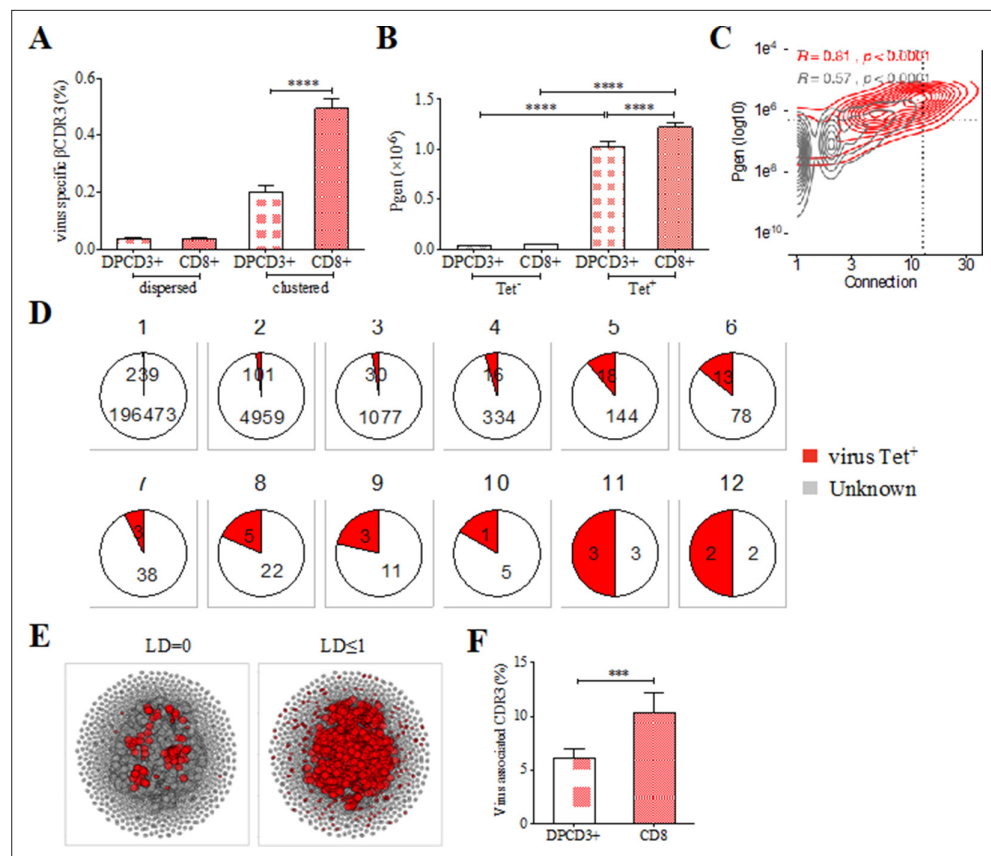 A
virus specific βCDR3 (%)
0.6
0.4
0.2
0.0
****
DPCD3+ CD8+ DPCD3+ CD8+
dispersed clustered
B
Pgen (×10⁻⁶)
1.5
1.0
0.5
0.0
****
**** ****
DPCD3+ CD8+ DPCD3+ CD8+
Tet⁻ Tet⁺
C
Pgen (log10)
1e⁴
1e⁶
1e⁸
1e¹⁰
R = 0.81 , p < 0.0001
R = 0.57 , p < 0.0001
1 3 10 30
Connection
D
1 2 3 4 5 6
239 101 30 16 18 13
196473 4959 1077 334 144 78
7 8 9 10 11 12
3 5 3 1 3 3 2 2
38 22 11 5
virus Tet⁺
Unknown
E
LD=0 LD≤1
F
Virus associated CDR3 (%)
15
10
5
0
***
DPCD3+ CD8